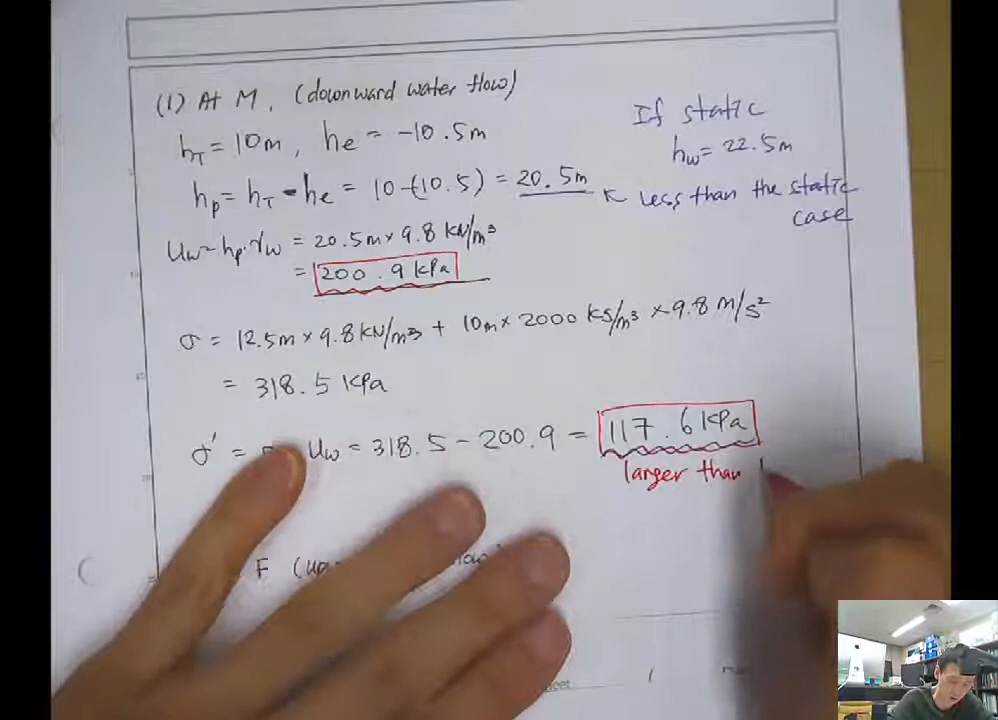 (1) At M, (downward water flow)
hT = 10m, he = -10.5m
hp = hT - he = 10-(10.5) = 20.5m
If static
hw = 22.5m
↖ less than the static
case
uw = hp·γw = 20.5m × 9.8 kN/m³
= 200.9 kPa
σ = 12.5m × 9.8 kN/m³ + 10m × 2000 kg/m³ × 9.8 m/s²
= 318.5 kPa
σ' = uw = 318.5 - 200.9 = 117.6 kPa
larger than
F